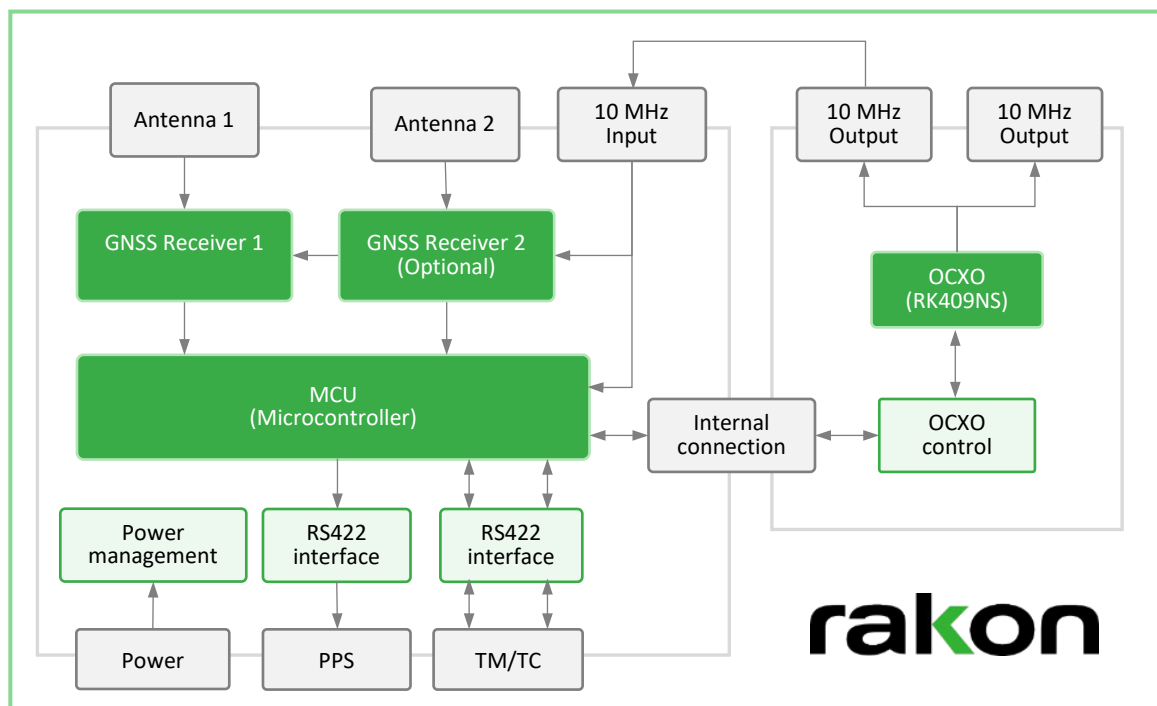 Antenna 1
Antenna 2
10 MHz
Input
10 MHz
Output
10 MHz
Output
GNSS Receiver 1
GNSS Receiver 2
(Optional)
OCXO
(RK409NS)
MCU
(Microcontroller)
Internal
connection
OCXO
control
Power
management
RS422
interface
RS422
interface
Power
PPS
TM/TC
rakon